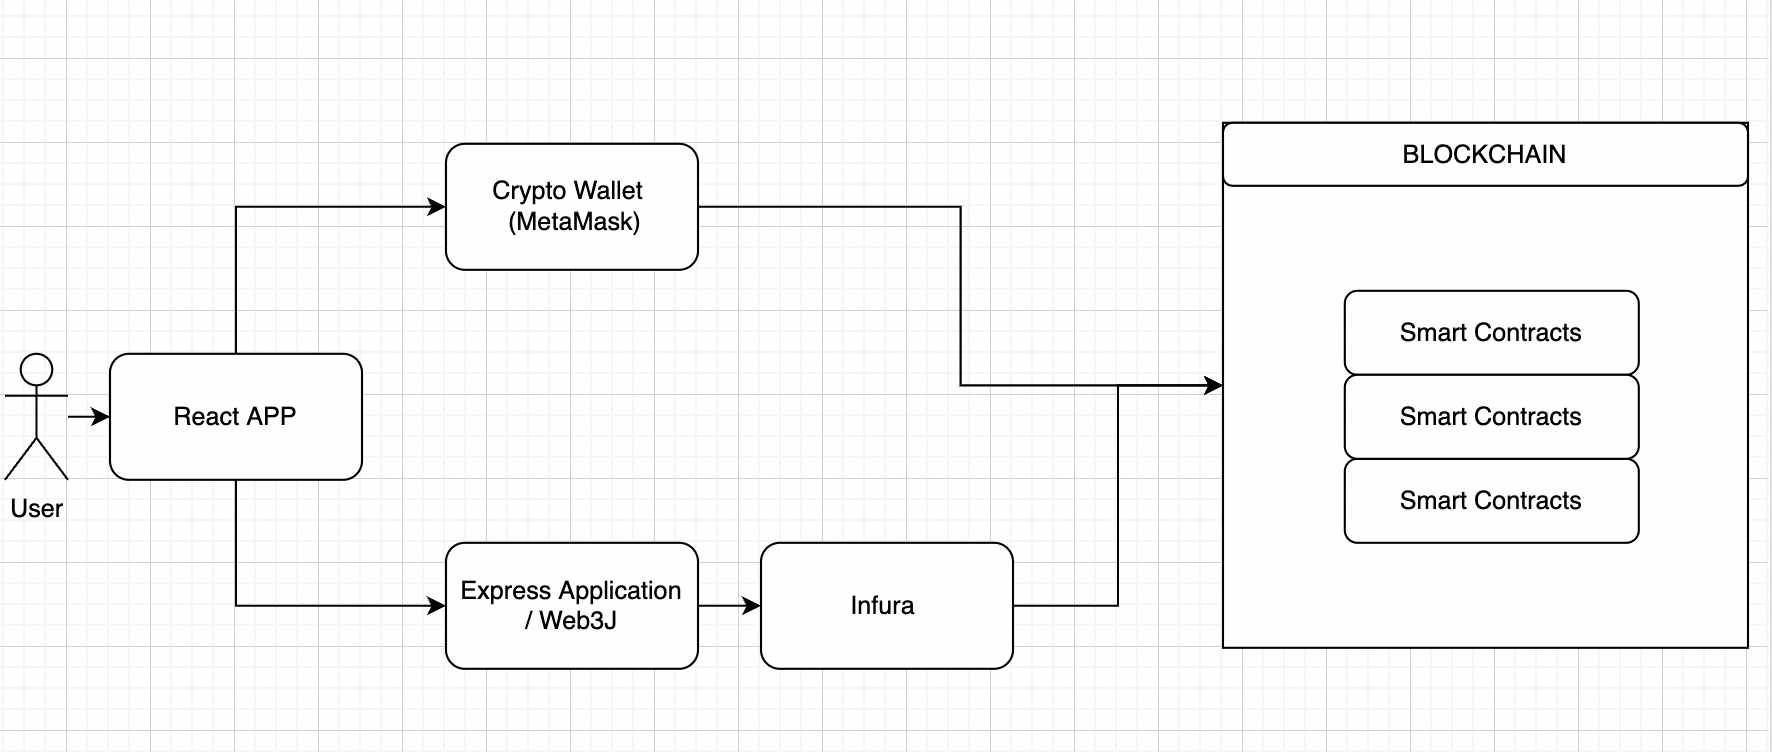 BLOCKCHAIN
Crypto Wallet
(MetaMask)
Smart Contracts
React APP
Smart Contracts
Smart Contracts
User
Express Application
/ Web3J
Infura